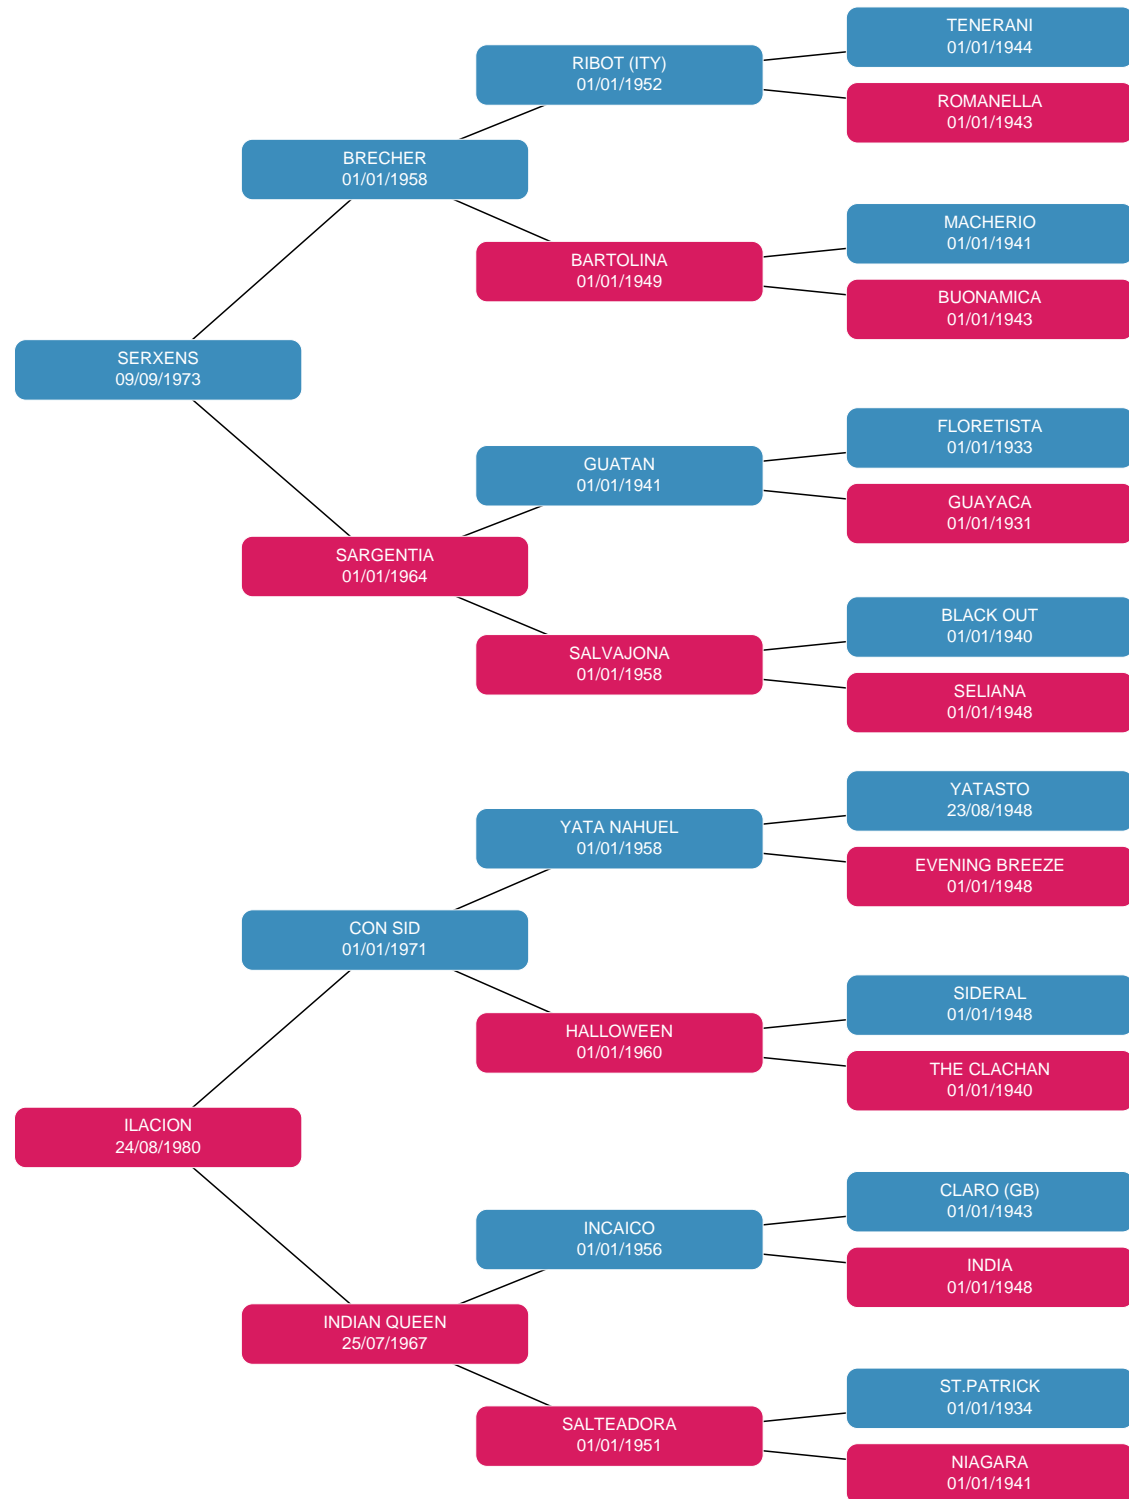 TENERANI
01/01/1944
RIBOT (ITY)
01/01/1952
ROMANELLA
01/01/1943
BRECHER
01/01/1958
MACHERIO
01/01/1941
BARTOLINA
01/01/1949
BUONAMICA
01/01/1943
SERXENS
09/09/1973
FLORETISTA
01/01/1933
GUATAN
01/01/1941
GUAYACA
01/01/1931
SARGENTIA
01/01/1964
BLACK OUT
01/01/1940
SALVAJONA
01/01/1958
SELIANA
01/01/1948
YATASTO
23/08/1948
YATA NAHUEL
01/01/1958
EVENING BREEZE
01/01/1948
CON SID
01/01/1971
SIDERAL
01/01/1948
HALLOWEEN
01/01/1960
THE CLACHAN
01/01/1940
ILACION
24/08/1980
CLARO (GB)
01/01/1943
INCAICO
01/01/1956
INDIA
01/01/1948
INDIAN QUEEN
25/07/1967
ST.PATRICK
01/01/1934
SALTEADORA
01/01/1951
NIAGARA
01/01/1941